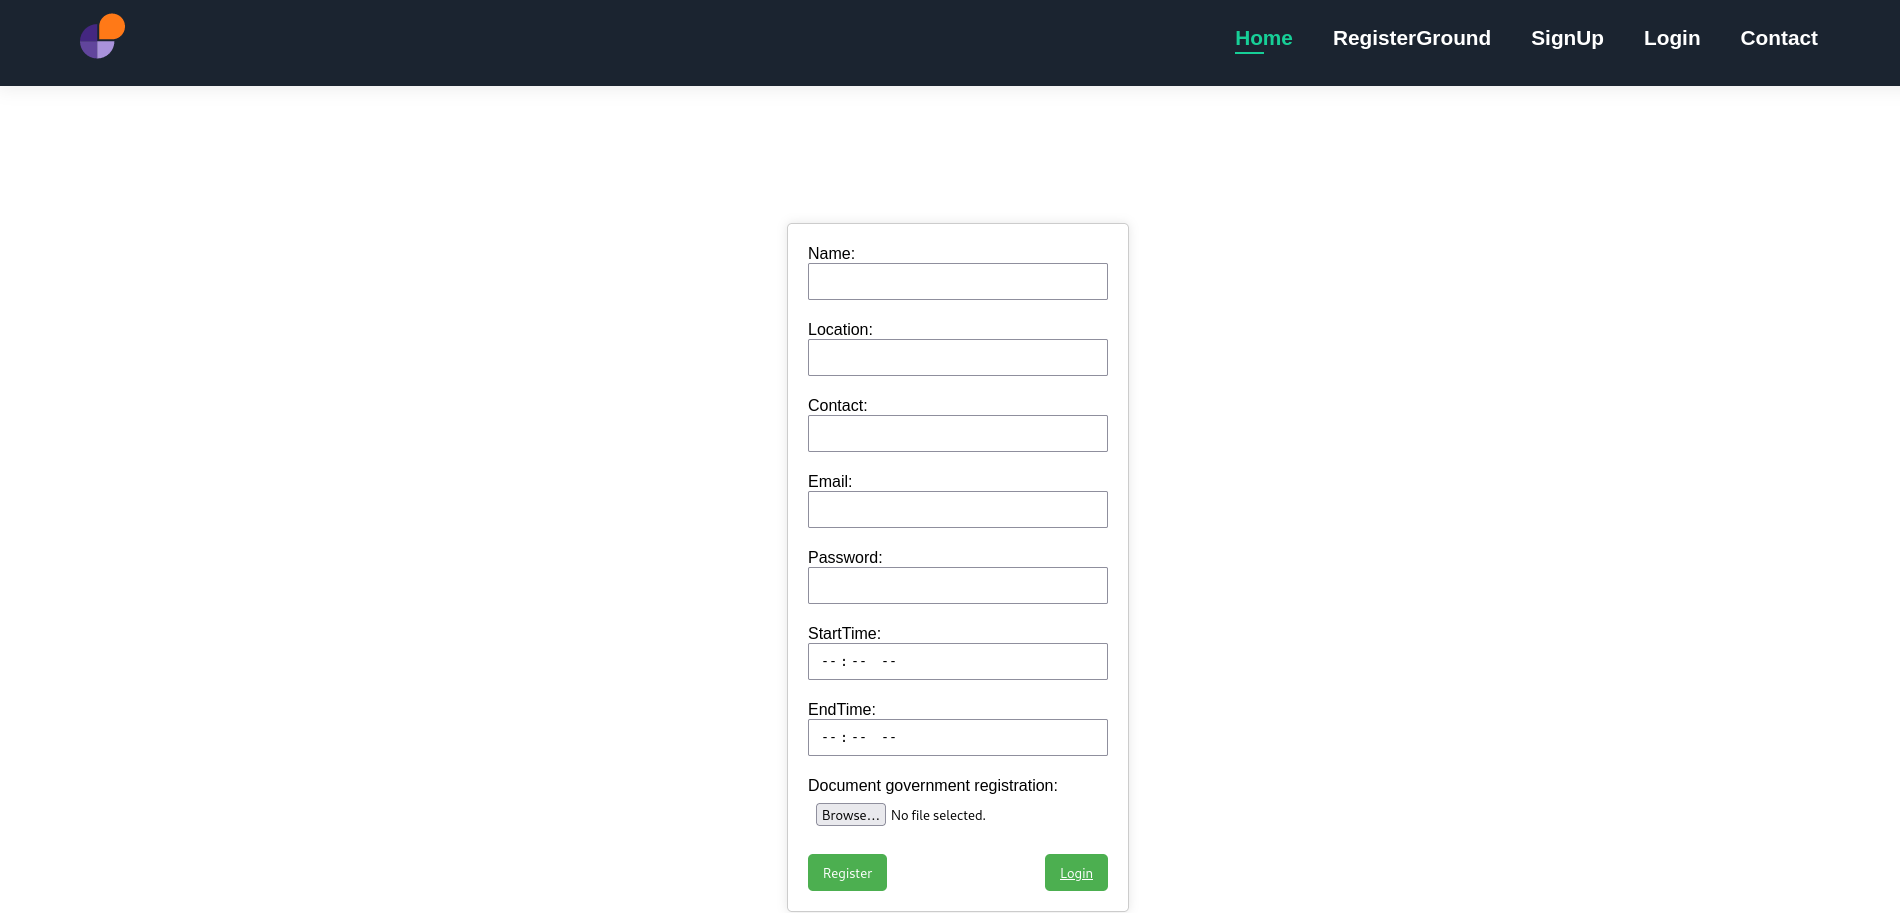 Home RegisterGround SignUp Login Contact
Name:
Location:
Contact:
Email:
Password:
StartTime:
--:-- --
EndTime:
--:-- --
Document government registration:
Browse... No file selected.
Register Login